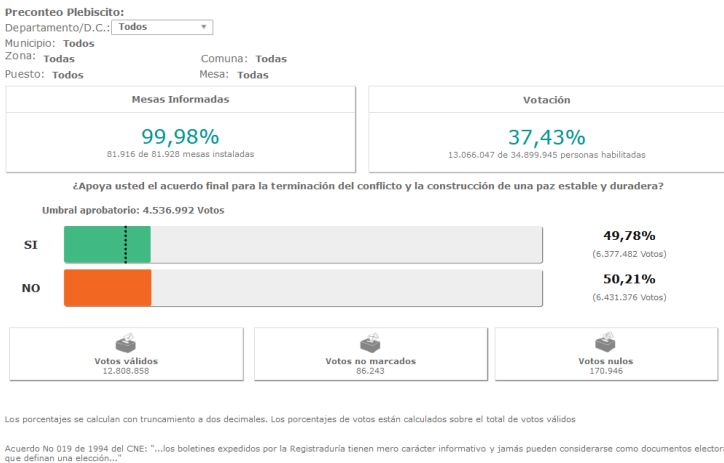 Preconteo Plebiscito:
Departamento/D.C.: Todos
Municipio: Todos
Zona: Todas Comuna: Todas
Puesto: Todos Mesa: Todas
Mesas Informadas
99,98%
81.916 de 81.928 mesas instaladas
Votación
37,43%
13.066.047 de 34.899.945 personas habilitadas
¿Apoya usted el acuerdo final para la terminación del conflicto y la construcción de una paz estable y duradera?
Umbral aprobatorio: 4.536.992 Votos
SI 49,78%
(6.377.482 Votos)
NO 50,21%
(6.431.376 Votos)
Votos válidos
12.808.858
Votos no marcados
86.243
Votos nulos
170.946
Los porcentajes se calculan con truncamiento a dos decimales. Los porcentajes de votos están calculados sobre el total de votos válidos
Acuerdo No 019 de 1994 del CNE: "...los boletines expedidos por la Registraduría tienen mero carácter informativo y jamás pueden considerarse como documentos elector
que definan una elección..."